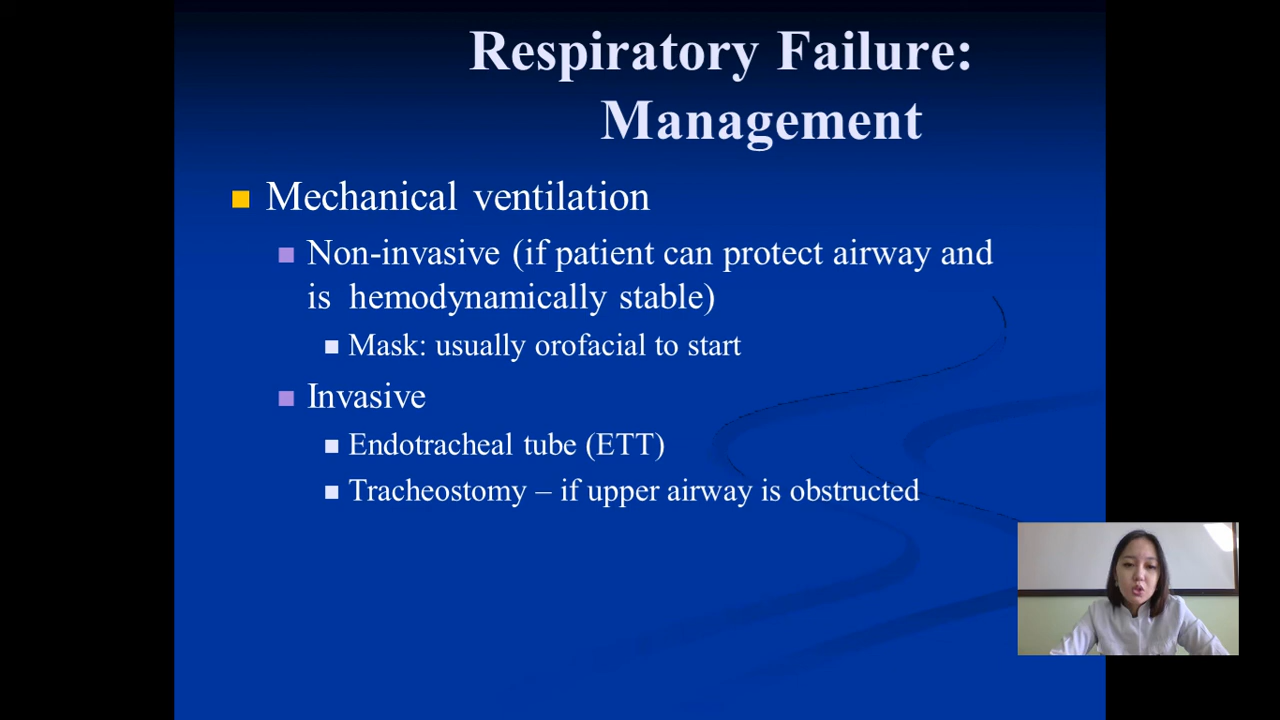 Respiratory Failure:
Management
Mechanical ventilation
Non-invasive (if patient can protect airway and
is hemodynamically stable)
Mask: usually orofacial to start
Invasive
Endotracheal tube (ETT)
Tracheostomy – if upper airway is obstructed